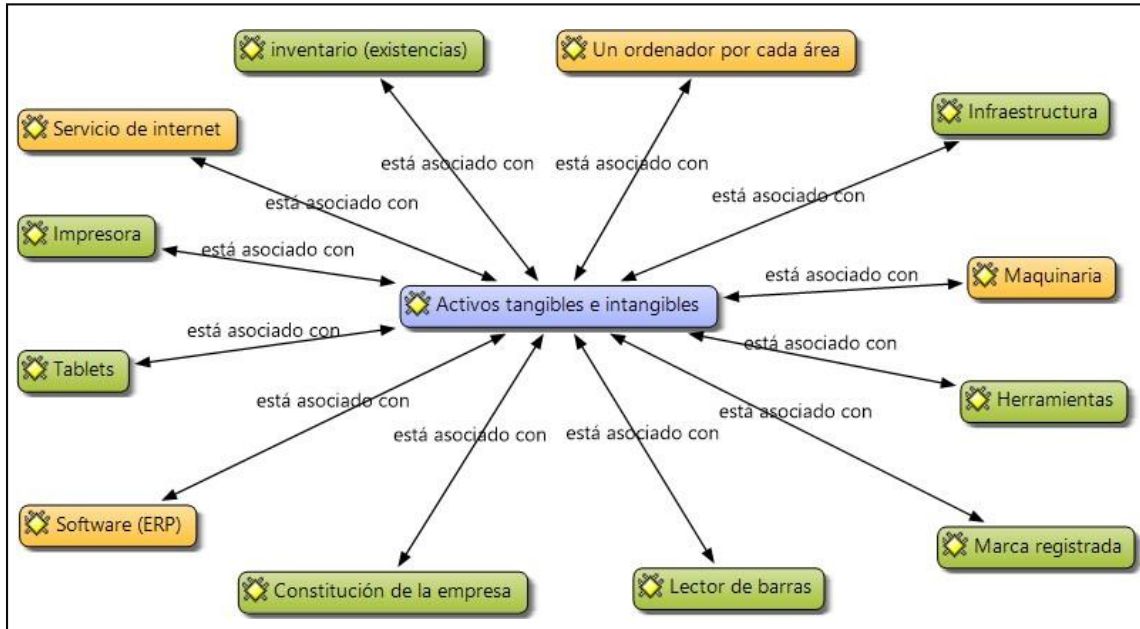 inventario (existencias)
Un ordenador por cada área
Servicio de internet
Infraestructura
está asociado con
está asociado con
está asociado con
está asociado con
Impresora
está asociado con
Maquinaria
está asociado con
Activos tangibles e intangibles
está asociado con
está asociado con
Tablets
Herramientas
está asociado con
está asociado con
está asociado con
está asociado con
Software (ERP)
Marca registrada
Constitución de la empresa
Lector de barras